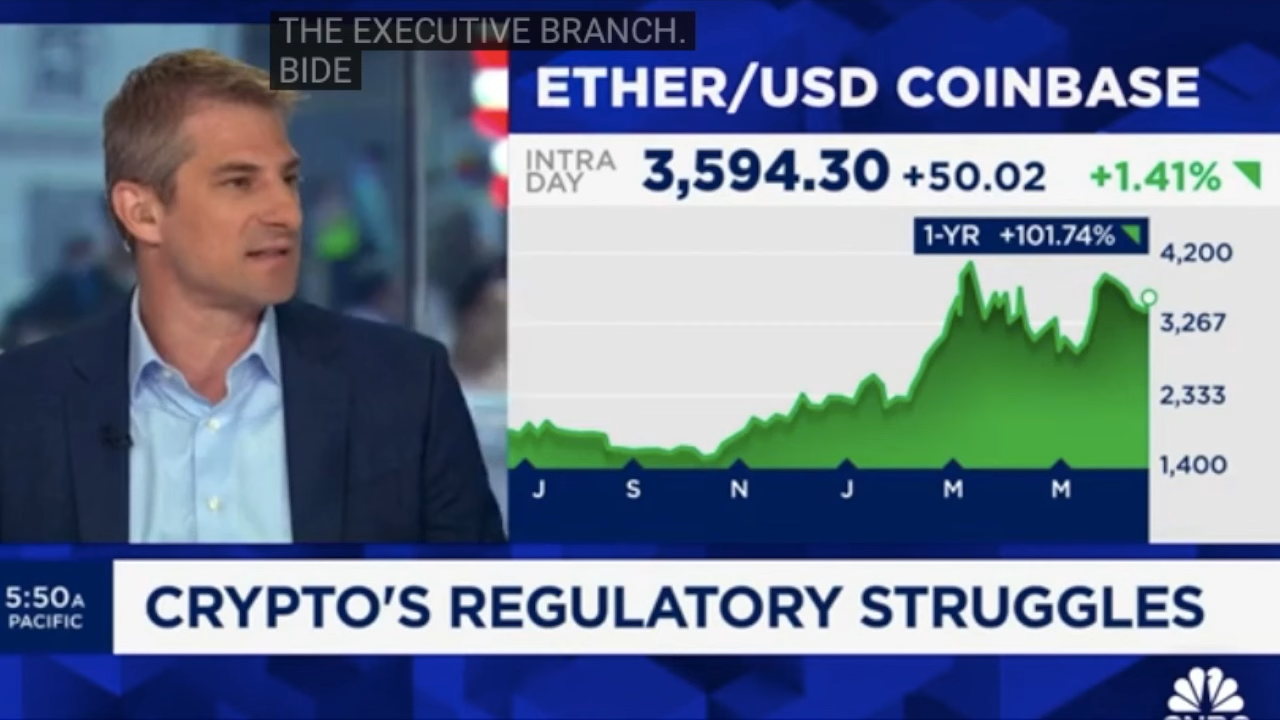 THE EXECUTIVE BRANCH.
BIDE
ETHER/USD COINBASE
INTRA
DAY
3,594.30 +50.02 +1.41%
1-YR +101.74%
4,200
3,267
2,333
1,400
J S N J M M
5:50A
PACIFIC
CRYPTO'S REGULATORY STRUGGLES